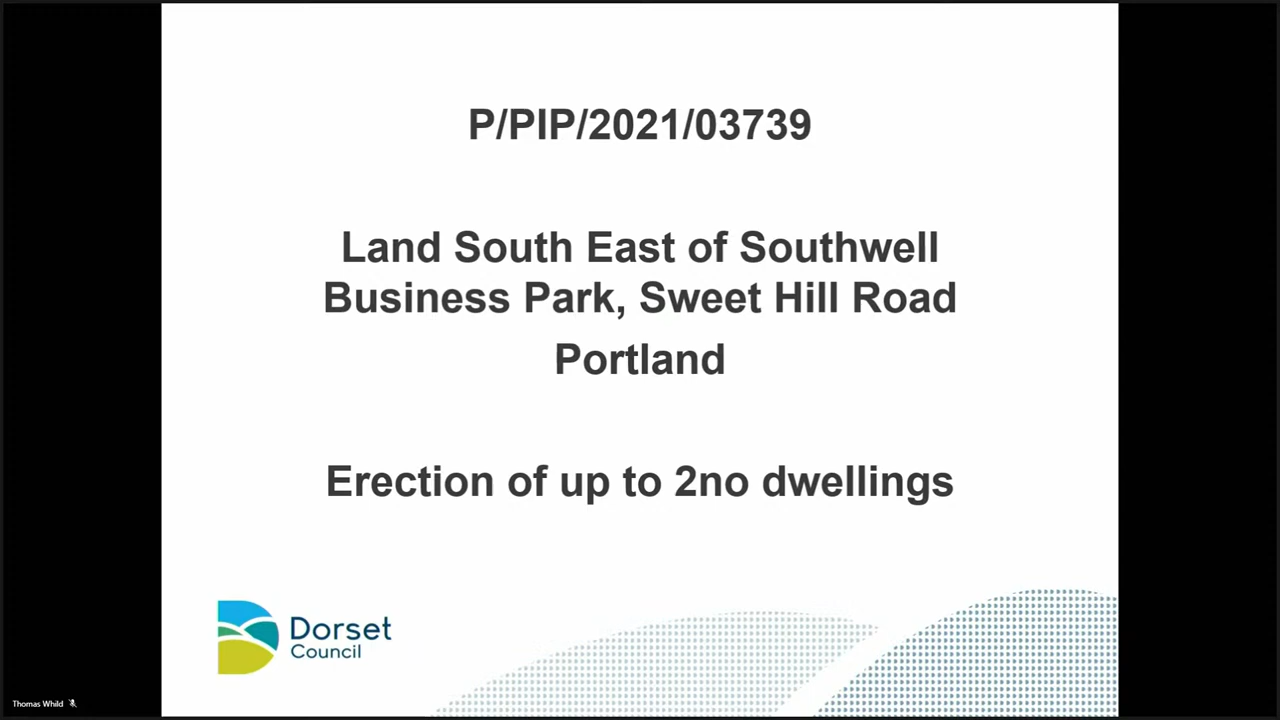 P/PIP/2021/03739
Land South East of Southwell
Business Park, Sweet Hill Road
Portland
Erection of up to 2no dwellings
Dorset
Council
Thomas Whild